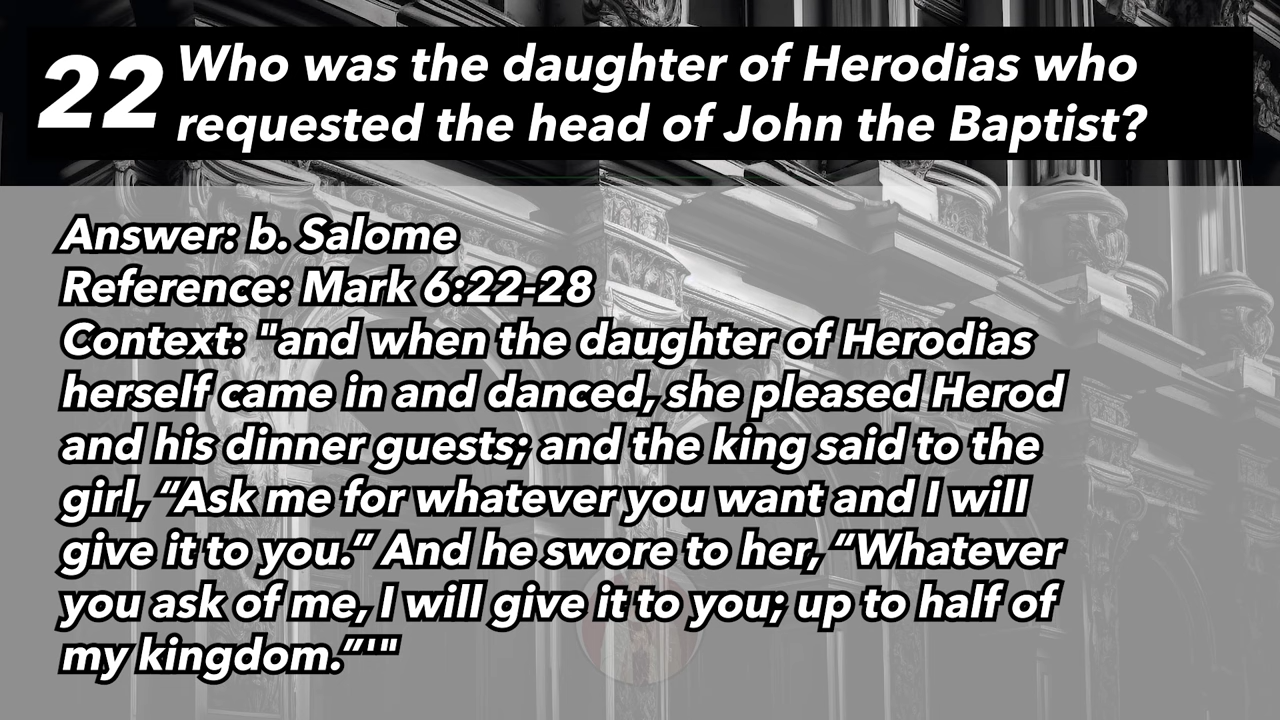 22
Who was the daughter of Herodias who
requested the head of John the Baptist?
Answer: b. Salome
Reference: Mark 6:22-28
Context: "and when the daughter of Herodias
herself came in and danced, she pleased Herod
and his dinner guests; and the king said to the
girl, “Ask me for whatever you want and I will
give it to you.” And he swore to her, “Whatever
you ask of me, I will give it to you; up to half of
my kingdom.”'"